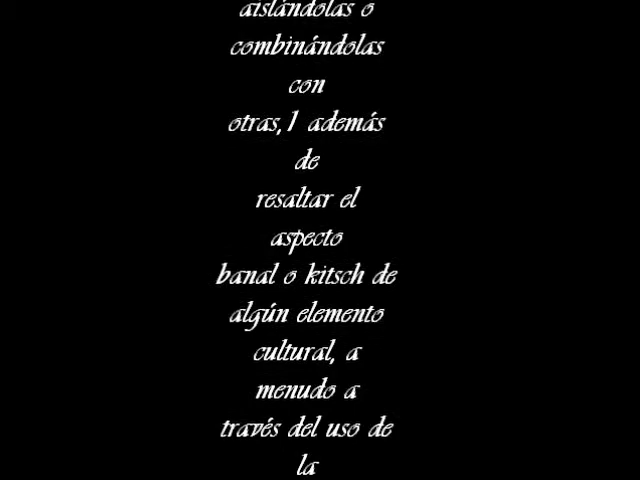 aislándolas o
combinándolas
con
otras,1 además
de
resaltar el
aspecto
banal o kitsch de
algún elemento
cultural, a
menudo a
través del uso de
la